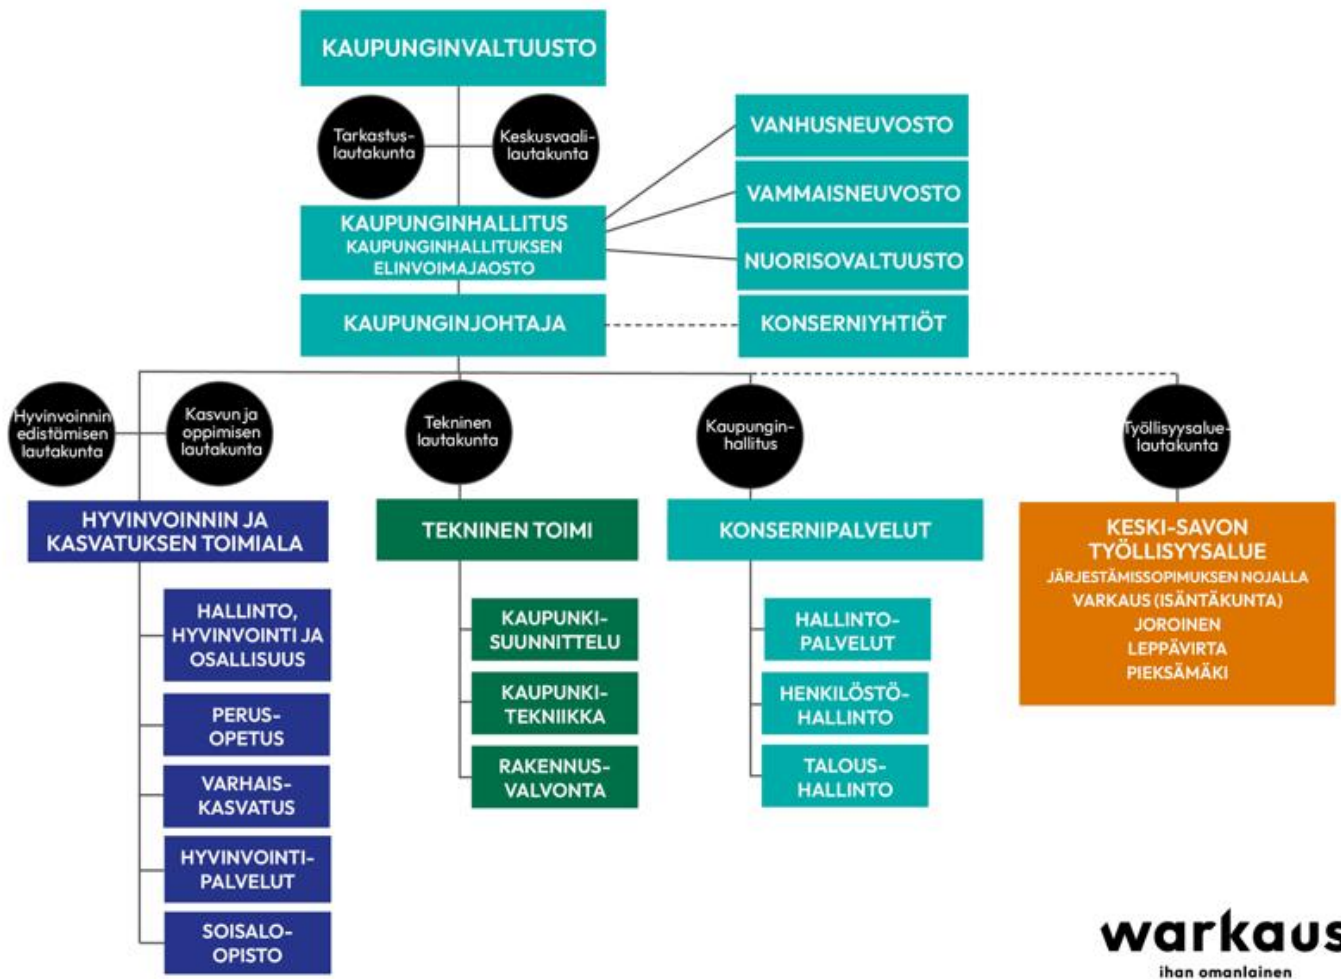 KAUPUNGINVALTUUSTO
Tarkastus-
lautakunta
Keskusvaali-
lautakunta
KAUPUNGINHALLITUS
KAUPUNGINHALLITUKSEN
ELINVOIMAJAOSTO
VANHUSNEUVOSTO
VAMMAISNEUVOSTO
NUORISOVALTUUSTO
KAUPUNGINJOHTAJA
KONSERNIYHTIÖT
Hyvinvoinnin
edistämisen
lautakunta
Kasvun ja
oppimisen
lautakunta
Tekninen
lautakunta
Kaupungin-
hallitus
Työllisyysalue-
lautakunta
HYVINVOINNIN JA
KASVATUKSEN TOIMIALA
HALLINTO,
HYVINVOINTI JA
OSALLISUUS
PERUS-
OPETUS
VARHAIS-
KASVATUS
HYVINVOINTI-
PALVELUT
SOISALO-
OPISTO
TEKNINEN TOIMI
KAUPUNKI-
SUUNNITTELU
KAUPUNKI-
TEKNIIKKA
RAKENNUS-
VALVONTA
KONSERNIPALVELUT
HALLINTO-
PALVELUT
HENKILÖSTÖ-
HALLINTO
TALOUS-
HALLINTO
KESKI-SAVON
TYÖLLISYYSALUE
JÄRJESTÄMISSOPIMUKSEN NOJALLA
VARKAUS (ISÄNTÄKUNTA)
JOROINEN
LEPPÄVIRTA
PIEKSÄMÄKI
warkaus
ihan omanlainen